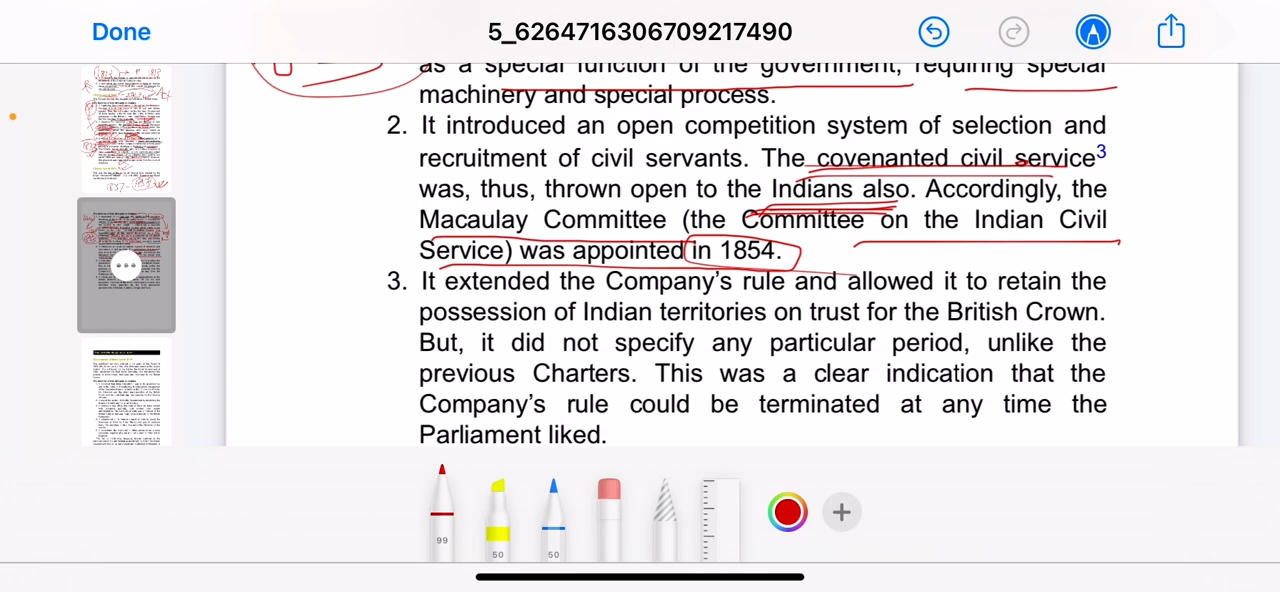 Done
5_6264716306709217490
as a special function of the government, requiring special
machinery and special process.
2. It introduced an open competition system of selection and
recruitment of civil servants. The covenanted civil service3
was, thus, thrown open to the Indians also. Accordingly, the
Macaulay Committee (the Committee on the Indian Civil
Service) was appointed in 1854.
3. It extended the Company's rule and allowed it to retain the
possession of Indian territories on trust for the British Crown.
But, it did not specify any particular period, unlike the
previous Charters. This was a clear indication that the
Company's rule could be terminated at any time the
Parliament liked.
99
50
50